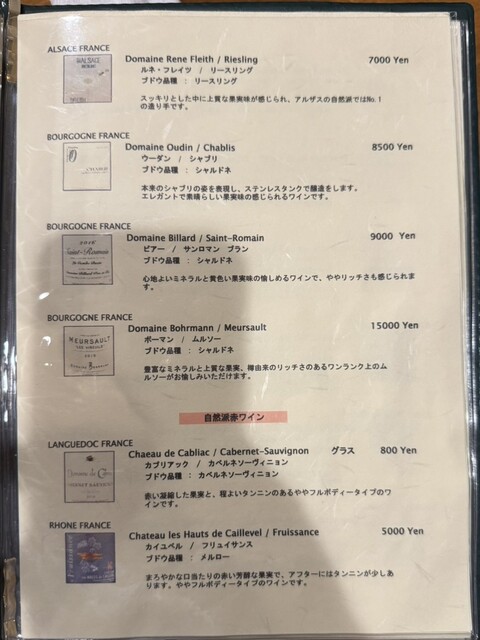 ALSACE FRANCE
Domaine Rene Fleith / Riesling 7000 Yen
ルネ・フレイツ / リースリング
ブドウ品種 : リースリング
スッキリとした中に上質な果実味が感じられ、アルザスの自然派ではNo.1
の造り手です。
BOURGOGNE FRANCE
Domaine Oudin / Chablis 8500 Yen
ウーダン / シャブリ
ブドウ品種 : シャルドネ
本来のシャブリの姿を表現し、ステンレスタンクで醸造をします。
エレガントで素晴らしい果実味の感じられるワインです。
BOURGOGNE FRANCE
Saint-Romain
Domaine Billard / Saint-Romain 9000 Yen
ビアー / サンロマン ブラン
ブドウ品種 : シャルドネ
心地よいミネラルと黄色い果実味の愉しめるワインで、ややリッチさも感じられま
す。
BOURGOGNE FRANCE
MEURSAULT
Domaine Bohrmann / Meursault 15000 Yen
ボーマン / ムルソー
ブドウ品種 : シャルドネ
豊富なミネラルと上質な果実、樽由来のリッチさのあるワンランク上のム
ルソーがお愉しみいただけます。
自然派赤ワイン
LANGUEDOC FRANCE
Chaeau de Cabliac / Cabernet-Sauvignon グラス 800 Yen
カブリアック / カベルネソーヴィニョン
ブドウ品種 : カベルネソーヴィニョン
赤い凝縮した果実と、程よいタンニンのあるややフルボディータイプのワ
インです。
RHONE FRANCE
Chateau les Hauts de Caillevel / Fruissance 5000 Yen
カイユベル / フリュイサンス
ブドウ品種 : メルロー
まろやかな口当たりの赤い芳醇な果実で、アフターにはタンニンが少しあ
ります。ややフルボディータイプのワインです。